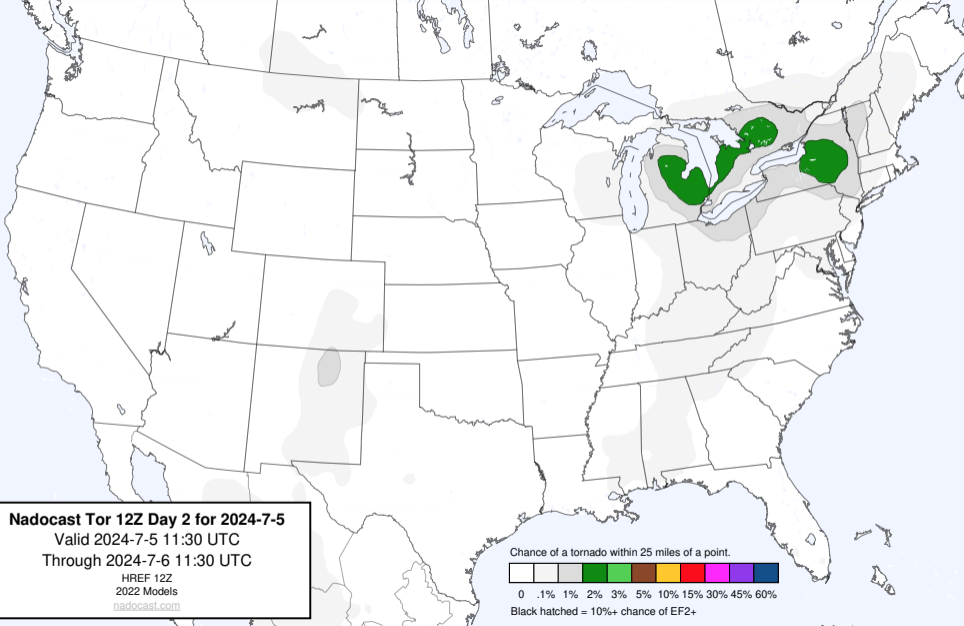 Nadocast Tor 12Z Day 2 for 2024-7-5
Valid 2024-7-5 11:30 UTC
Through 2024-7-6 11:30 UTC
HREF 12Z
2022 Models
nadocast.com
Chance of a tornado within 25 miles of a point.
0 .1% 1% 2% 3% 5% 10% 15% 30% 45% 60%
Black hatched = 10%+ chance of EF2+